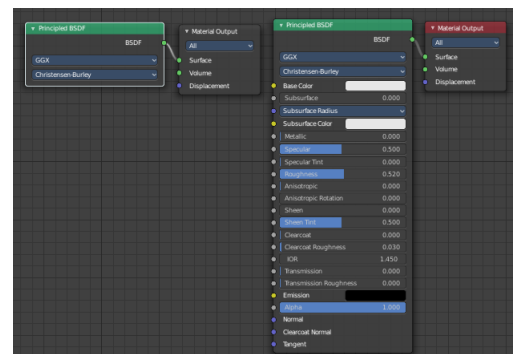 Principled BSDF
BSDF
GGX
Christensen-Burley
Material Output
All
Surface
Volume
Displacement
Principled BSDF
BSDF
GGX
Christensen-Burley
Base Color
Subsurface 0.000
Subsurface Radius
Subsurface Color
Metallic 0.000
Specular 0.500
Specular Tint 0.000
Roughness 0.520
Anisotropic 0.000
Anisotropic Rotation 0.000
Sheen 0.000
Sheen Tint 0.500
Clearcoat 0.000
Clearcoat Roughness 0.030
IOR 1.450
Transmission 0.000
Transmission Roughness 0.000
Emission
Alpha 1.000
Normal
Clearcoat Normal
Tangent
Material Output
All
Surface
Volume
Displacement